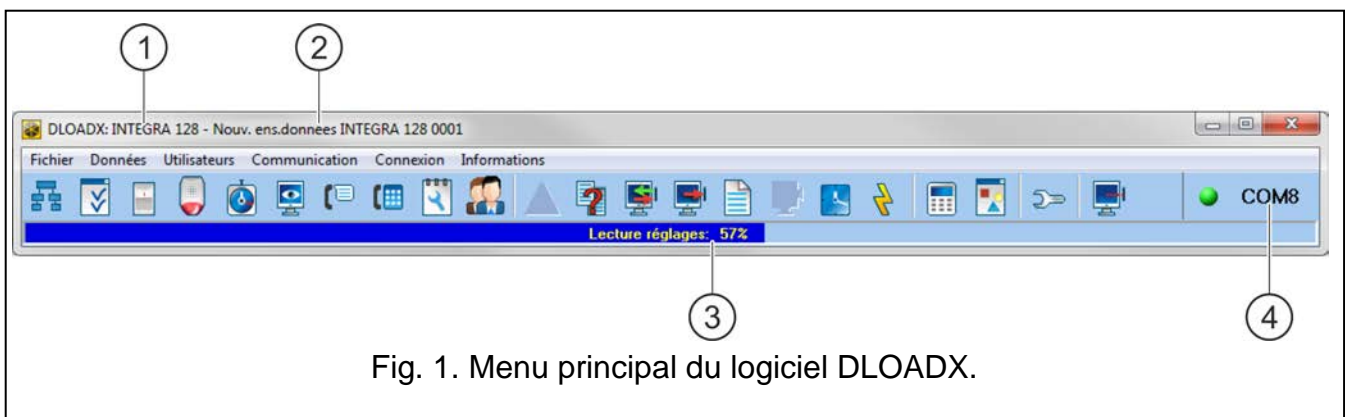 1
2
DLOADX: INTEGRA 128 - Nouv. ens.donnees INTEGRA 128 0001
Fichier Données Utilisateurs Communication Connexion Informations
COM8
Lecture réglages: 57%
3
4
Fig. 1. Menu principal du logiciel DLOADX.